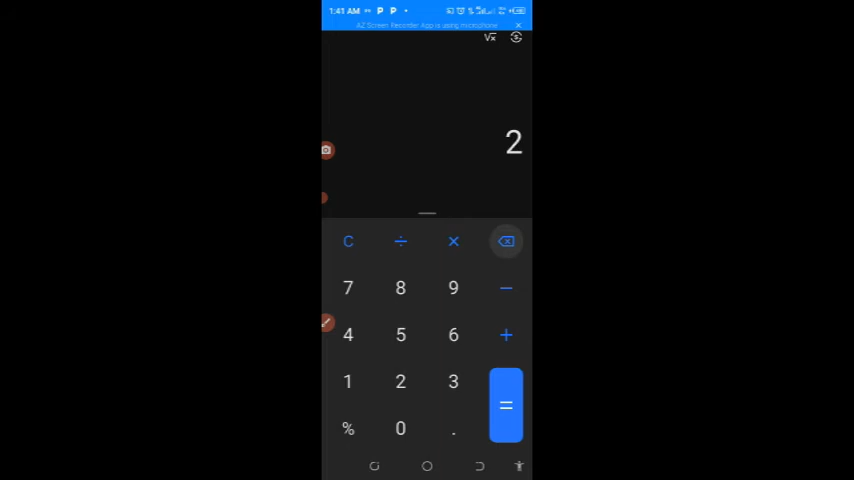 1:41 AM P P
AZ Screen Recorder App is using microphone ×
√x
2
C ÷ ×
7 8 9 −
4 5 6 +
1 2 3 =
% 0 .